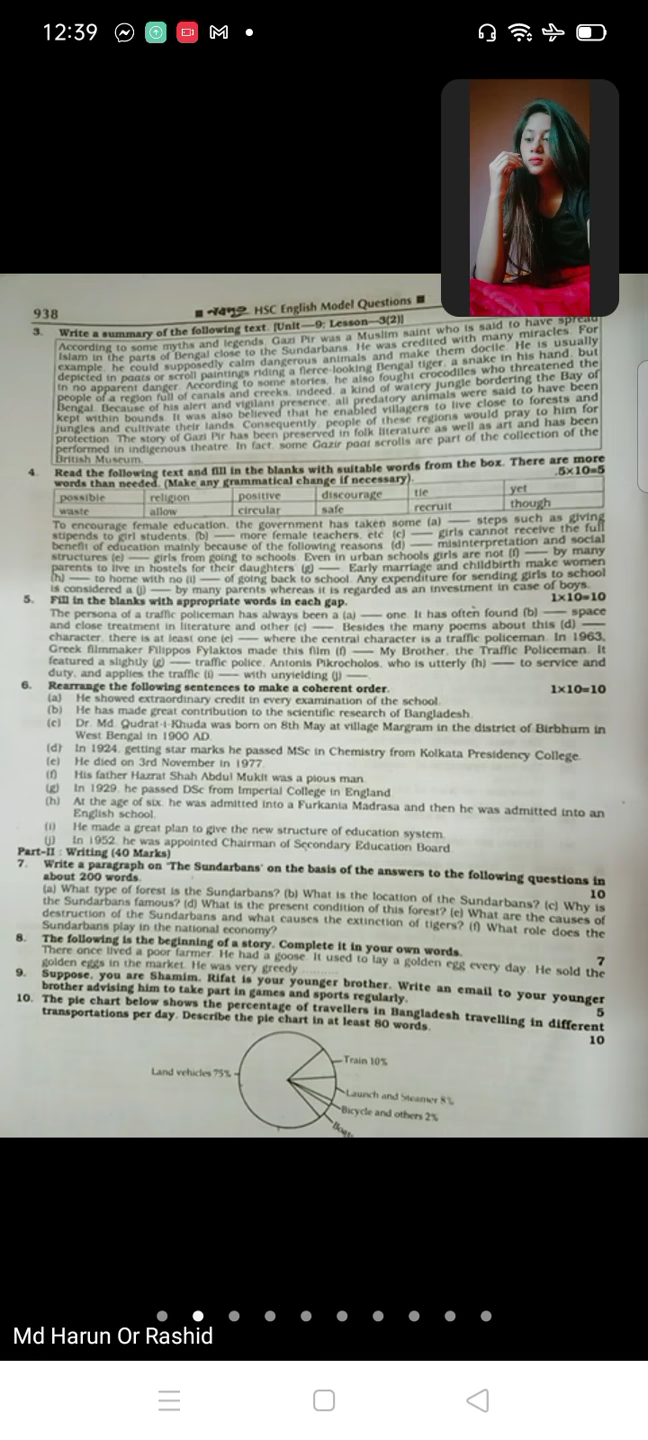 12:39
938
■ নবদূত HSC English Model Questions ■
3. Write a summary of the following text. [Unit—9; Lesson—3(2)]
According to some myths and legends, Gazi Pir was a Muslim saint who is said to have spread
Islam in the parts of Bengal close to the Sundarbans. He was credited with many miracles. For
example, he could supposedly calm dangerous animals and make them docile. He is usually
depicted in paats or scroll paintings riding a fierce-looking Bengal tiger, a snake in his hand, but
in no apparent danger. According to some stories, he also fought crocodiles who threatened the
people of a region full of canals and creeks, indeed, a kind of watery jungle bordering the Bay of
Bengal. Because of his alert and vigilant presence, all predatory animals were said to have been
kept within bounds. It was also believed that he enabled villagers to live close to forests and
jungles and cultivate their lands. Consequently, people of these regions would pray to him for
protection. The story of Gazi Pir has been preserved in folk literature as well as art and has been
performed in indigenous theatre. In fact, some Gazir paat scrolls are part of the collection of the
British Museum.
4. Read the following text and fill in the blanks with suitable words from the box. There are more
words than needed. (Make any grammatical change if necessary). .5×10=5
possible religion positive discourage tie yet
waste allow circular safe recruit though
To encourage female education, the government has taken some (a) — steps such as giving
stipends to girl students, (b) — more female teachers, etc (c) — girls cannot receive the full
benefit of education mainly because of the following reasons. (d) — misinterpretation and social
structures (e) — girls from going to schools. Even in urban schools girls are not (f) — by many
parents to live in hostels for their daughters (g) —. Early marriage and childbirth make women
(h) — to home with no (i) — of going back to school. Any expenditure for sending girls to school
is considered a (j) — by many parents whereas it is regarded as an investment in case of boys.
5. Fill in the blanks with appropriate words in each gap. 1×10=10
The persona of a traffic policeman has always been a (a) — one. It has often found (b) — space
and close treatment in literature and other (c) —. Besides the many poems about this (d) —
character, there is at least one (e) — where the central character is a traffic policeman. In 1963,
Greek filmmaker Filippos Fylaktos made this film (f) — My Brother, the Traffic Policeman. It
featured a slightly (g) — traffic police, Antonis Pikrocholos, who is utterly (h) — to service and
duty, and applies the traffic (i) — with unyielding (j) —.
6. Rearrange the following sentences to make a coherent order. 1×10=10
(a) He showed extraordinary credit in every examination of the school.
(b) He has made great contribution to the scientific research of Bangladesh.
(c) Dr. Md. Qudrat-i-Khuda was born on 8th May at village Margram in the district of Birbhum in
West Bengal in 1900 AD.
(d) In 1924, getting star marks he passed MSc in Chemistry from Kolkata Presidency College.
(e) He died on 3rd November in 1977.
(f) His father Hazrat Shah Abdul Mukit was a pious man.
(g) In 1929, he passed DSc from Imperial College in England.
(h) At the age of six, he was admitted into a Furkania Madrasa and then he was admitted into an
English school.
(i) He made a great plan to give the new structure of education system.
(j) In 1952, he was appointed Chairman of Secondary Education Board.
Part-II : Writing (40 Marks)
7. Write a paragraph on 'The Sundarbans' on the basis of the answers to the following questions in
about 200 words. 10
(a) What type of forest is the Sundarbans? (b) What is the location of the Sundarbans? (c) Why is
the Sundarbans famous? (d) What is the present condition of this forest? (e) What are the causes of
destruction of the Sundarbans and what causes the extinction of tigers? (f) What role does the
Sundarbans play in the national economy?
8. The following is the beginning of a story. Complete it in your own words. 7
There once lived a poor farmer. He had a goose. It used to lay a golden egg every day. He sold the
golden eggs in the market. He was very greedy ..........
9. Suppose, you are Shamim. Rifat is your younger brother. Write an email to your younger
brother advising him to take part in games and sports regularly. 5
10. The pie chart below shows the percentage of travellers in Bangladesh travelling in different
transportations per day. Describe the pie chart in at least 80 words. 10
Land vehicles 75%
Train 10%
Launch and Steamer 8%
Bicycle and others 2%
Md Harun Or Rashid